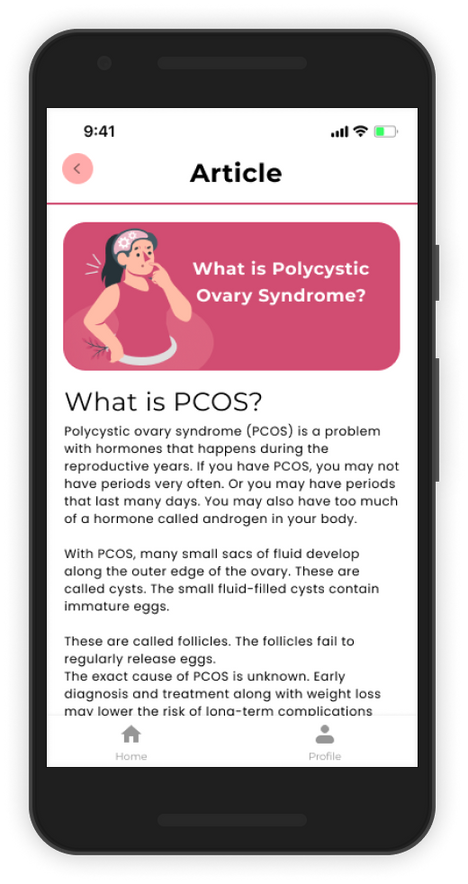 9:41
Article
What is Polycystic
Ovary Syndrome?
What is PCOS?
Polycystic ovary syndrome (PCOS) is a problem
with hormones that happens during the
reproductive years. If you have PCOS, you may not
have periods very often. Or you may have periods
that last many days. You may also have too much
of a hormone called androgen in your body.
With PCOS, many small sacs of fluid develop
along the outer edge of the ovary. These are
called cysts. The small fluid-filled cysts contain
immature eggs.
These are called follicles. The follicles fail to
regularly release eggs.
The exact cause of PCOS is unknown. Early
diagnosis and treatment along with weight loss
may lower the risk of long-term complications
Home
Profile